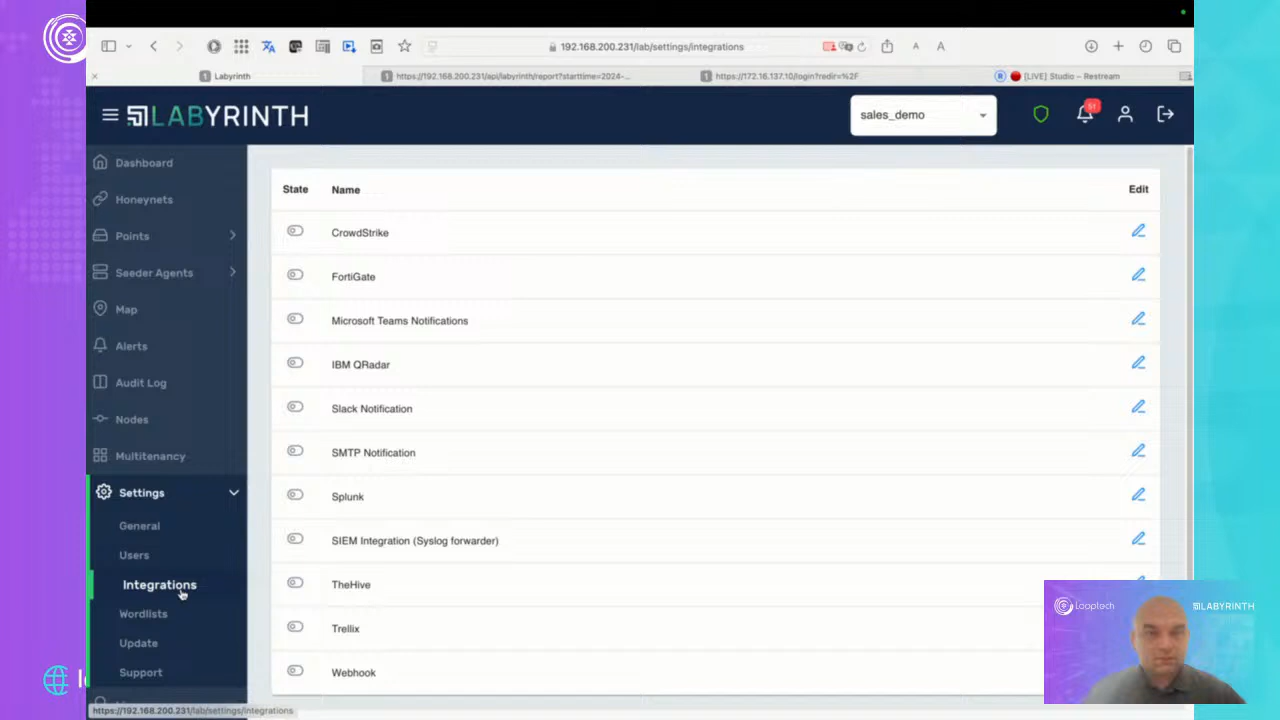 192.168.200.231/lab/settings/integrations
A A
1 Labyrinth
1 https://192.168.200.231/api/labyrinth/report?starttime=2024-...
1 https://172.16.137.10/login?redir=%2F
R [LIVE] Studio – Restream
LABYRINTH
sales_demo
51
Dashboard
Honeynets
Points
Seeder Agents
Map
Alerts
Audit Log
Nodes
Multitenancy
Settings
General
Users
Integrations
Wordlists
Update
Support
State Name Edit
CrowdStrike
FortiGate
Microsoft Teams Notifications
IBM QRadar
Slack Notification
SMTP Notification
Splunk
SIEM Integration (Syslog forwarder)
TheHive
Trellix
Webhook
Looptech LABYRINTH
https://192.168.200.231/lab/settings/integrations